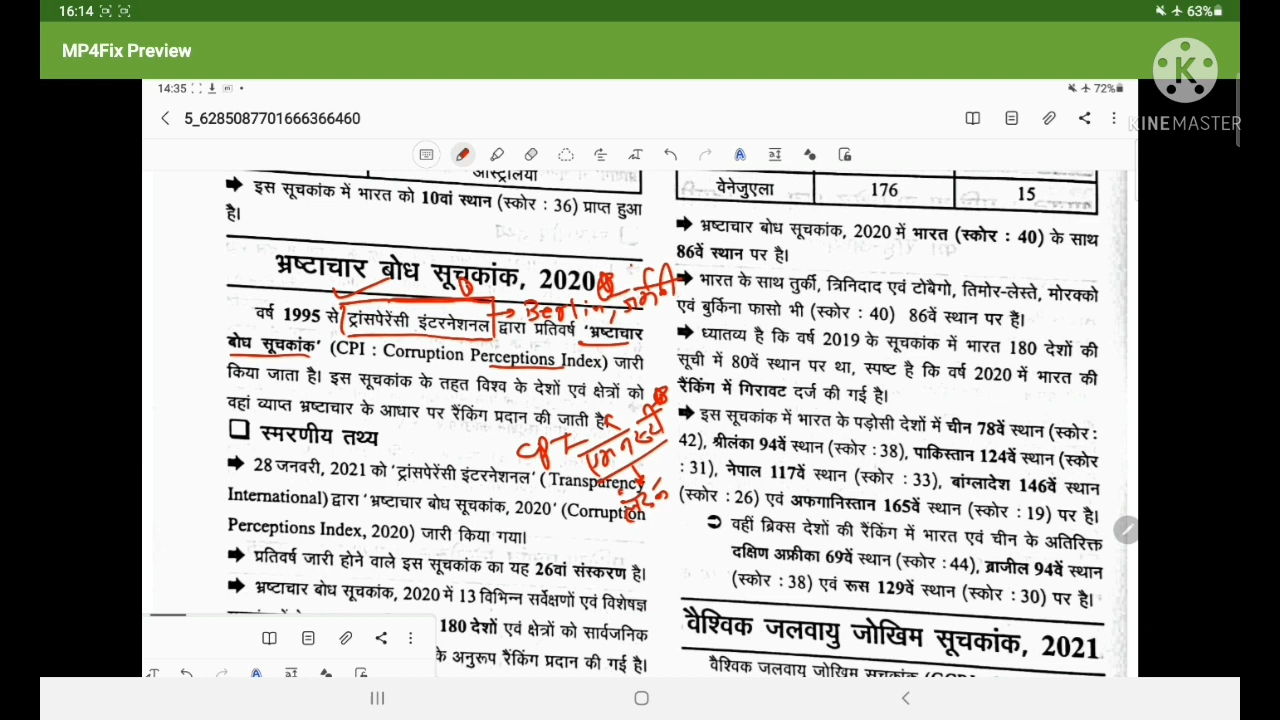 16:14
63%
MP4Fix Preview
KINEMASTER
14:35
72%
5_6285087701666366460
आस्ट्रेलिया
➡ इस सूचकांक में भारत को 10वां स्थान (स्कोर : 36) प्राप्त हुआ
है।
भ्रष्टाचार बोध सूचकांक, 2020
Berlin, जर्मनी
वर्ष 1995 से ट्रांसपेरेंसी इंटरनेशनल द्वारा प्रतिवर्ष 'भ्रष्टाचार
बोध सूचकांक' (CPI : Corruption Perceptions Index) जारी
किया जाता है। इस सूचकांक के तहत विश्व के देशों एवं क्षेत्रों को
वहां व्याप्त भ्रष्टाचार के आधार पर रैंकिंग प्रदान की जाती है
❑ स्मरणीय तथ्य
➡ 28 जनवरी, 2021 को 'ट्रांसपेरेंसी इंटरनेशनल' (Transparency
International) द्वारा 'भ्रष्टाचार बोध सूचकांक, 2020' (Corruption
Perceptions Index, 2020) जारी किया गया।
➡ प्रतिवर्ष जारी होने वाले इस सूचकांक का यह 26वां संस्करण है।
➡ भ्रष्टाचार बोध सूचकांक, 2020 में 13 विभिन्न सर्वेक्षणों एवं विशेषज्ञ
180 देशों एवं क्षेत्रों को सार्वजनिक
के अनुरूप रैंकिंग प्रदान की गई है।
वेनेजुएला 176 15
➡ भ्रष्टाचार बोध सूचकांक, 2020 में भारत (स्कोर : 40) के साथ
86वें स्थान पर है।
➡ भारत के साथ तुर्की, त्रिनिदाद एवं टोबैगो, तिमोर-लेस्ते, मोरक्को
एवं बुर्किना फासो भी (स्कोर : 40) 86वें स्थान पर हैं।
➡ ध्यातव्य है कि वर्ष 2019 के सूचकांक में भारत 180 देशों की
सूची में 80वें स्थान पर था, स्पष्ट है कि वर्ष 2020 में भारत की
रैंकिंग में गिरावट दर्ज की गई है।
➡ इस सूचकांक में भारत के पड़ोसी देशों में चीन 78वें स्थान (स्कोर :
42), श्रीलंका 94वें स्थान (स्कोर : 38), पाकिस्तान 124वें स्थान (स्कोर
: 31), नेपाल 117वें स्थान (स्कोर : 33), बांग्लादेश 146वें स्थान
(स्कोर : 26) एवं अफगानिस्तान 165वें स्थान (स्कोर : 19) पर है।
➲ वहीं ब्रिक्स देशों की रैंकिंग में भारत एवं चीन के अतिरिक्त
दक्षिण अफ्रीका 69वें स्थान (स्कोर : 44), ब्राजील 94वें स्थान
(स्कोर : 38) एवं रूस 129वें स्थान (स्कोर : 30) पर है।
वैश्विक जलवायु जोखिम सूचकांक, 2021
वैश्विक जलवायु जोखिम सूचकांक